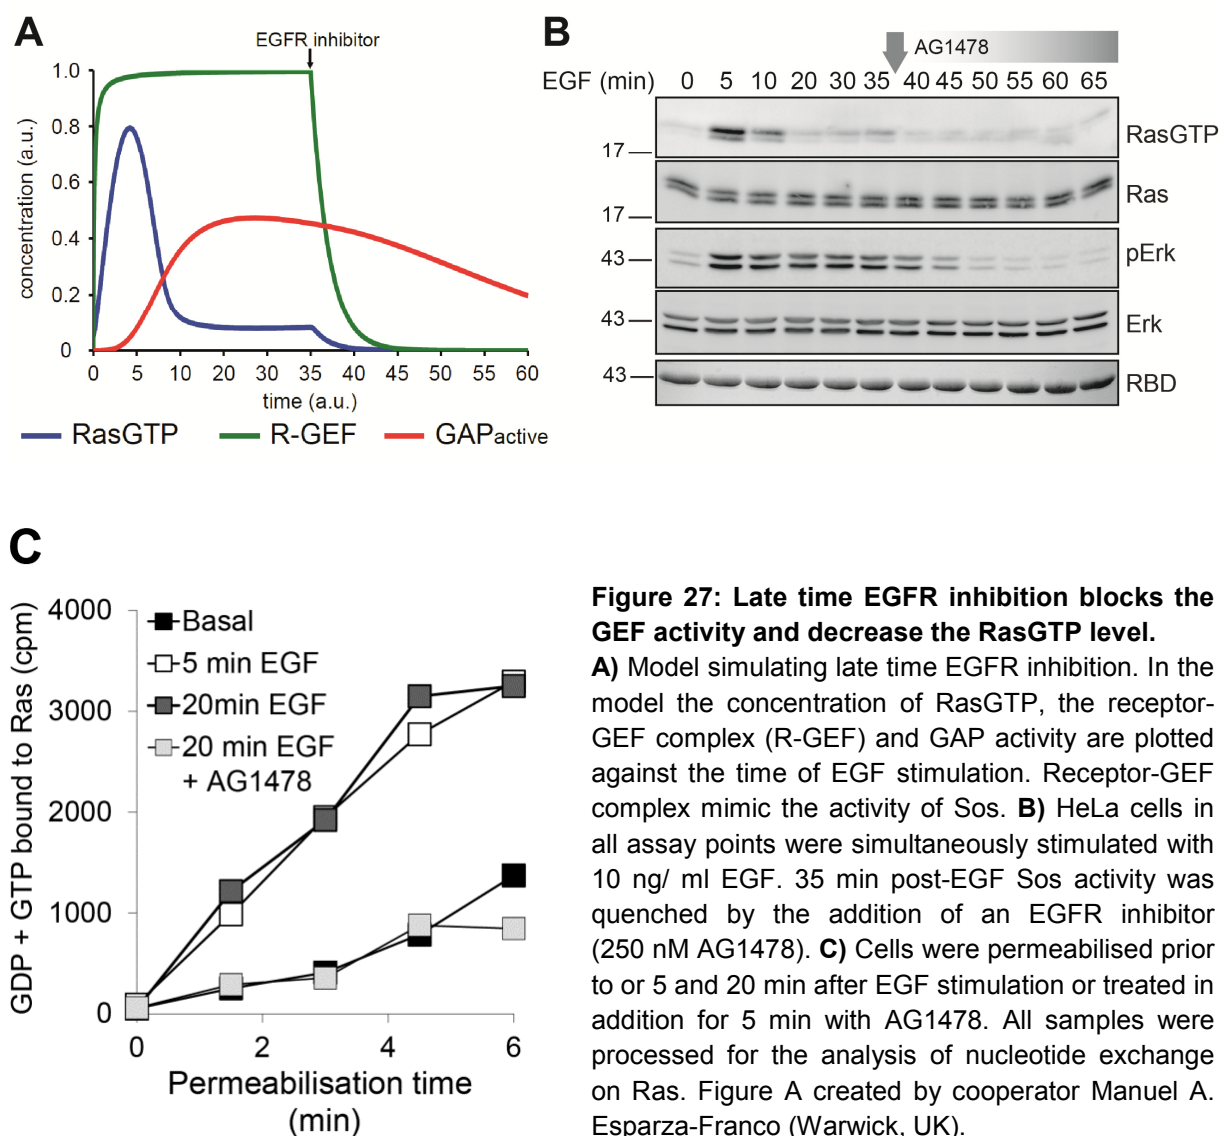 A
EGFR inhibitor
concentration (a.u.)
1.0
0.8
0.6
0.4
0.2
0
0 5 10 20 30 35 40 45 50 55 60
time (a.u.)
RasGTP R-GEF GAPactive
B
AG1478
EGF (min) 0 5 10 20 30 35 40 45 50 55 60 65
RasGTP
17
Ras
17
pErk
43
Erk
43
RBD
43
C
GDP + GTP bound to Ras (cpm)
4000
3000
2000
1000
0
Basal
5 min EGF
20min EGF
20 min EGF
+ AG1478
0 2 4 6
Permeabilisation time
(min)
Figure 27: Late time EGFR inhibition blocks the
GEF activity and decrease the RasGTP level.
A) Model simulating late time EGFR inhibition. In the
model the concentration of RasGTP, the receptor-
GEF complex (R-GEF) and GAP activity are plotted
against the time of EGF stimulation. Receptor-GEF
complex mimic the activity of Sos. B) HeLa cells in
all assay points were simultaneously stimulated with
10 ng/ ml EGF. 35 min post-EGF Sos activity was
quenched by the addition of an EGFR inhibitor
(250 nM AG1478). C) Cells were permeabilised prior
to or 5 and 20 min after EGF stimulation or treated in
addition for 5 min with AG1478. All samples were
processed for the analysis of nucleotide exchange
on Ras. Figure A created by cooperator Manuel A.
Esparza-Franco (Warwick, UK).